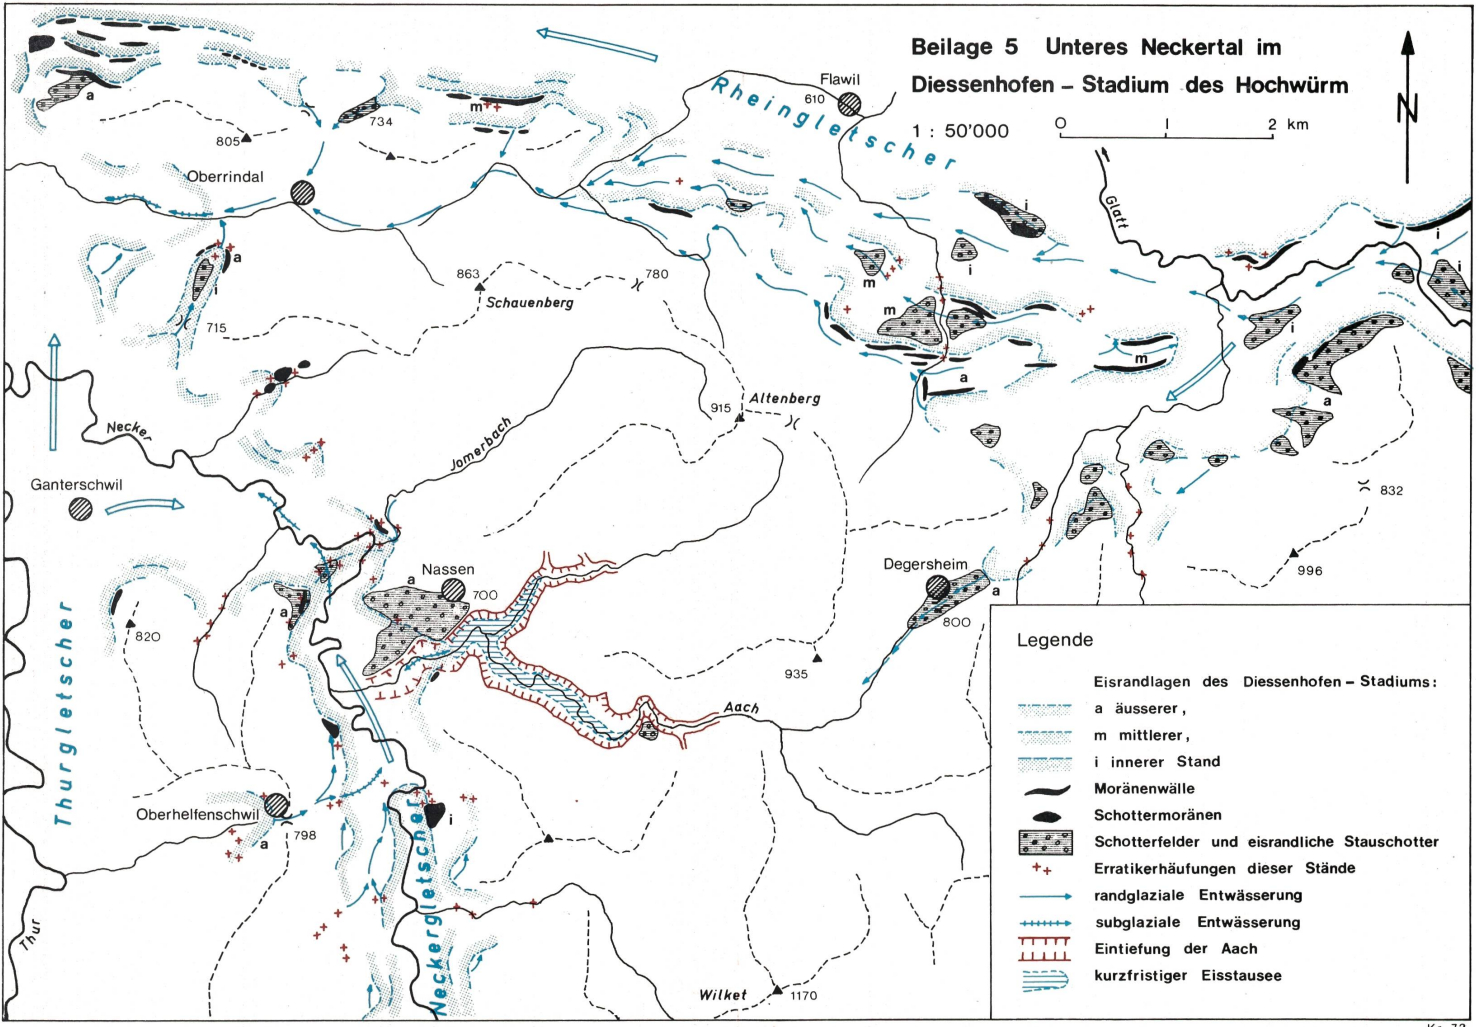 Beilage 5 Unteres Neckertal im
Diessenhofen – Stadium des Hochwürm
1 : 50'000
0 1 2 km
N
Flawil
610
Rheingletscher
a
m
734
805
Oberrindal
Glatt
i
i
i
a
i
863
Schauenberg
780
m
m
i
i
715
m
a
a
Necker
915
Altenberg
Jomerbach
Ganterschwil
832
Nassen
a
700
Degersheim
a
800
996
a
820
Thurgletscher
935
Aach
Oberhelfenschwil
798
a
i
Neckergletscher
Thur
Wilket
1170
Legende
Eisrandlagen des Diessenhofen – Stadiums :
a äusserer ,
m mittlerer ,
i innerer Stand
Moränenwälle
Schottermoränen
Schotterfelder und eisrandliche Stauschotter
Erratikerhäufungen dieser Stände
randglaziale Entwässerung
subglaziale Entwässerung
Eintiefung der Aach
kurzfristiger Eisstausee